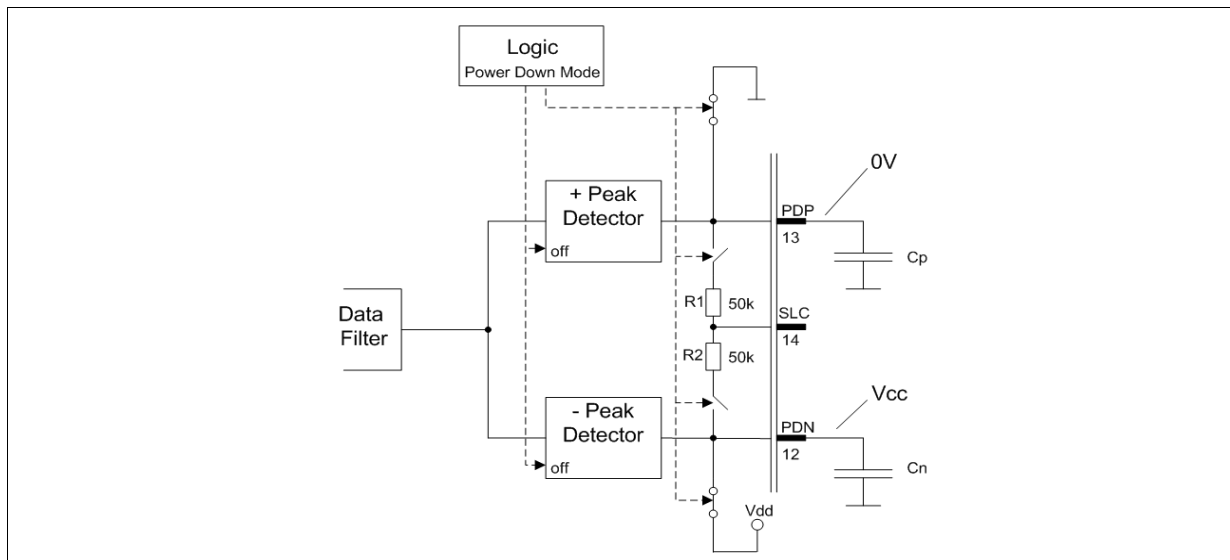 Logic
Power Down Mode
0V
+ Peak
Detector
off
PDP
13
Cp
R1
50k
SLC
14
Data
Filter
R2
50k
Vcc
- Peak
Detector
off
PDN
12
Cn
Vdd